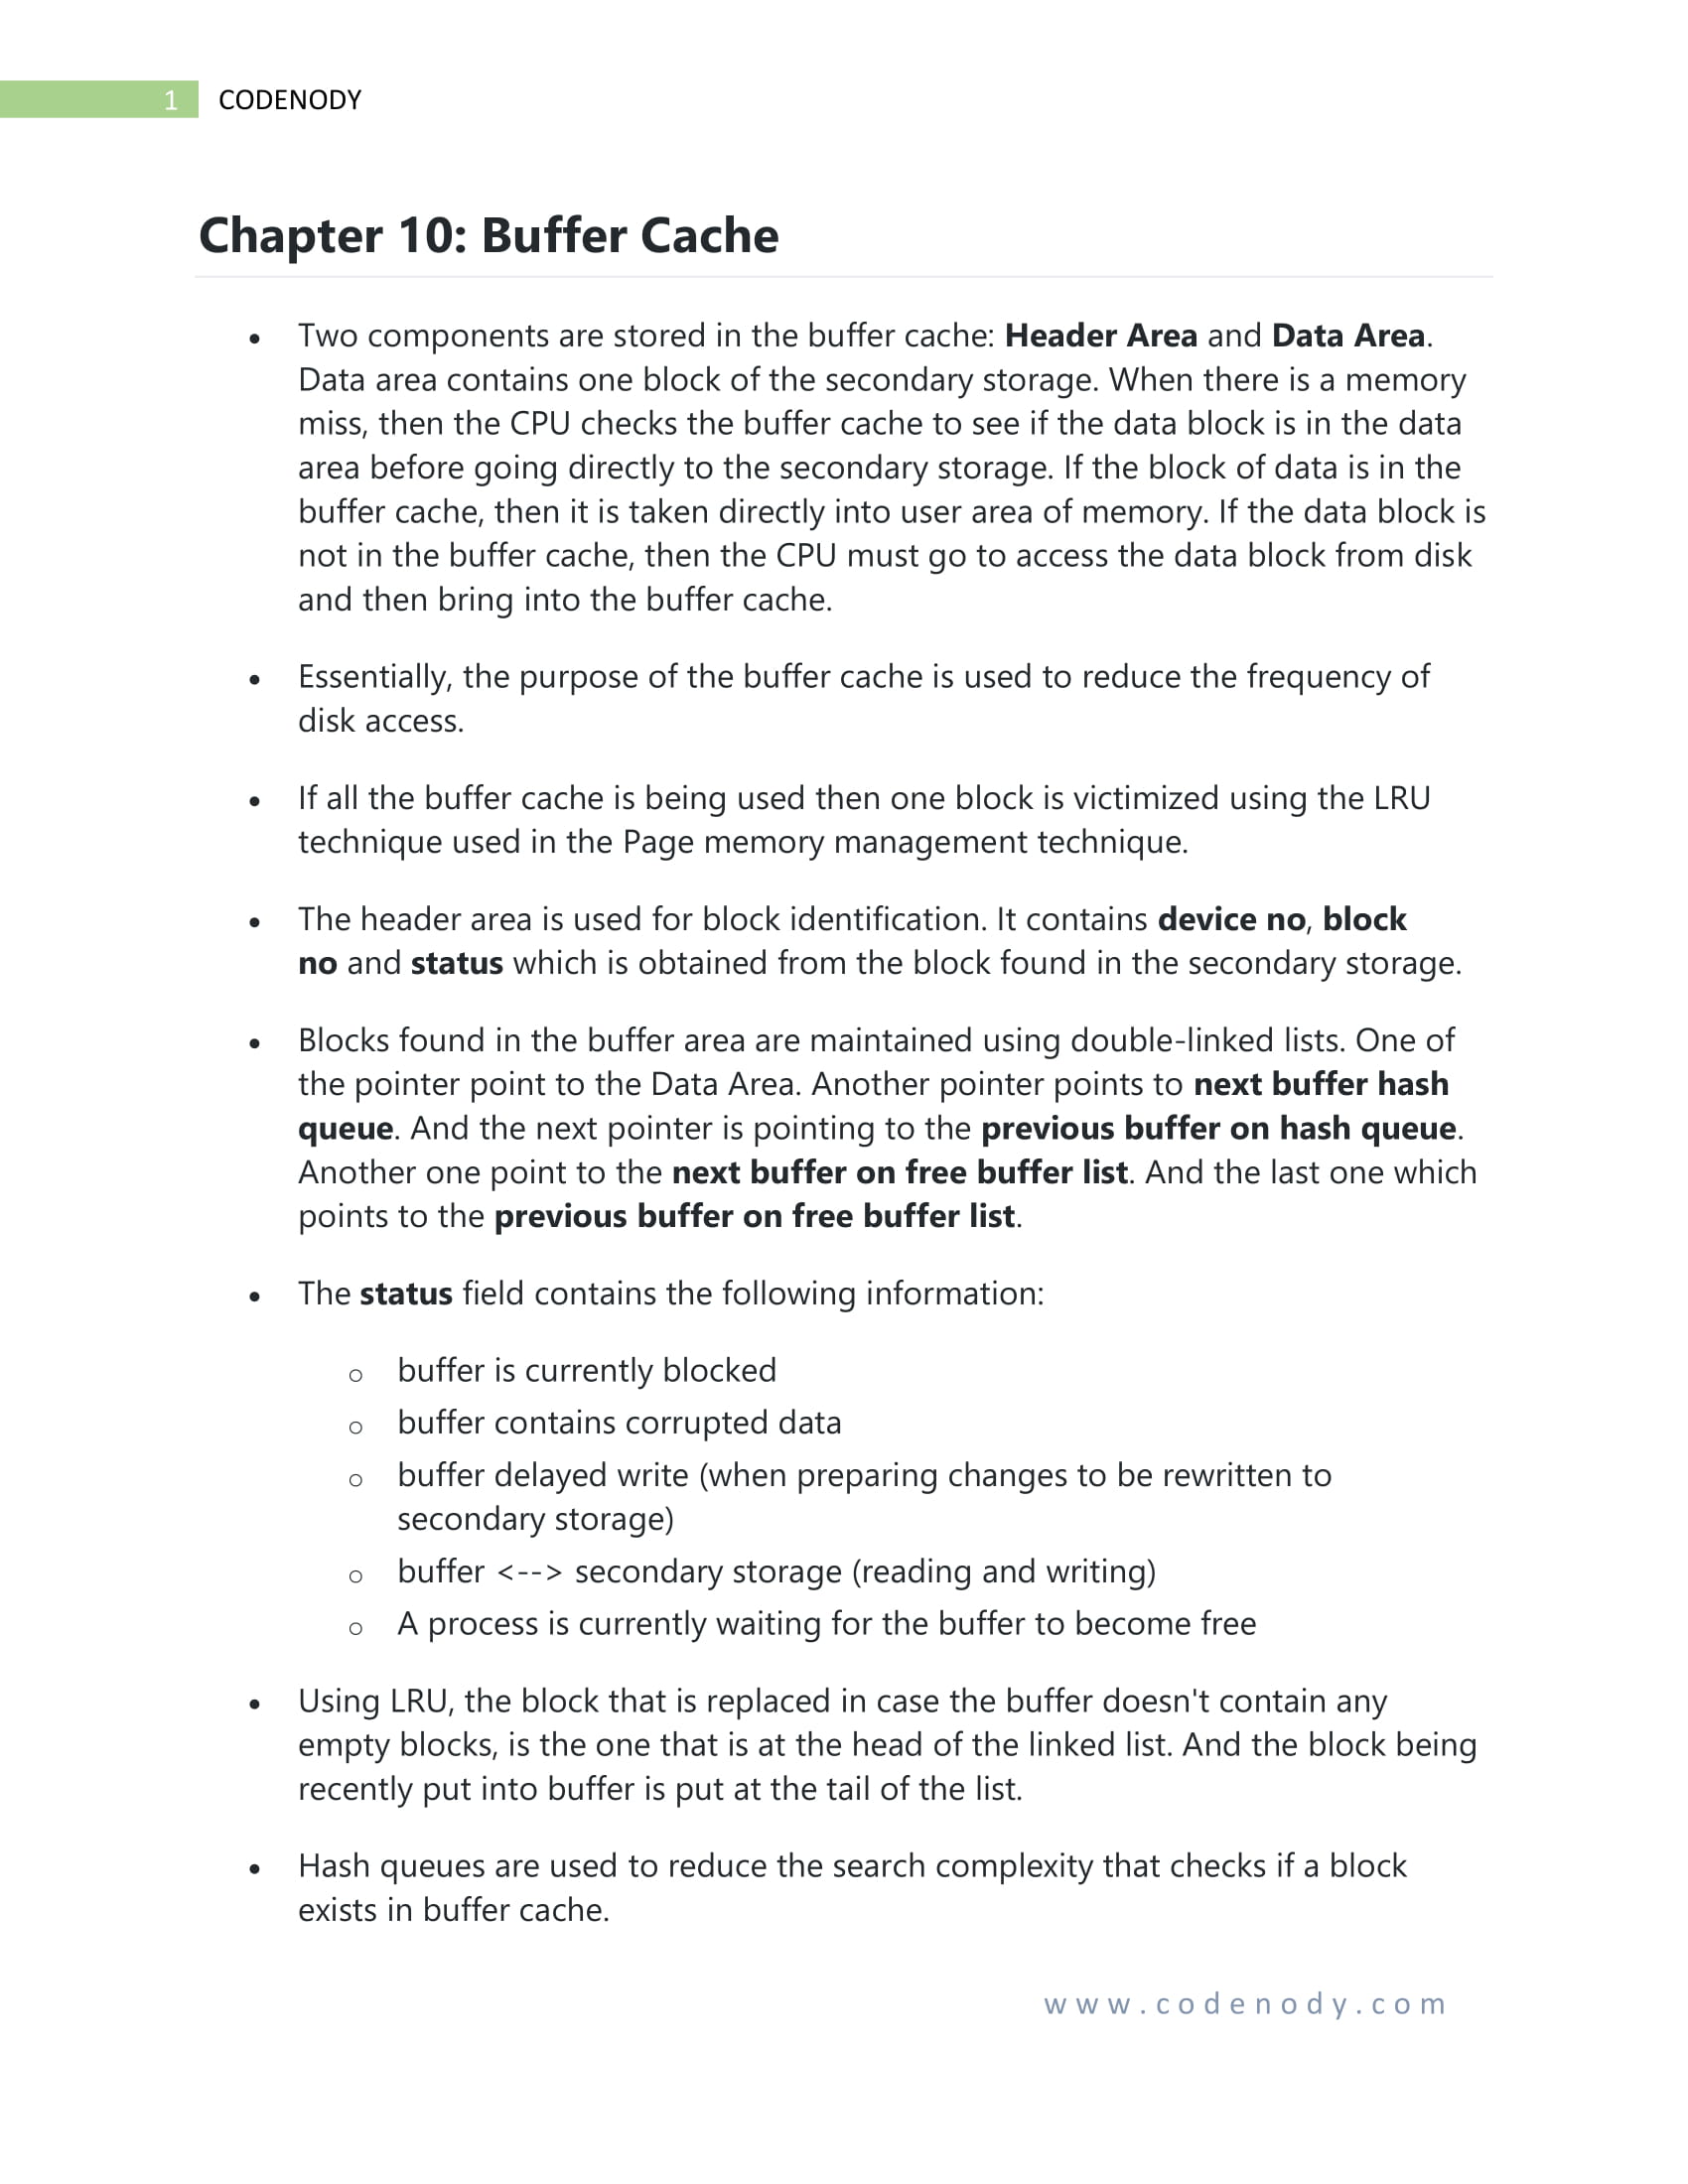 1 CODENODY
Chapter 10: Buffer Cache
• Two components are stored in the buffer cache: Header Area and Data Area.
Data area contains one block of the secondary storage. When there is a memory
miss, then the CPU checks the buffer cache to see if the data block is in the data
area before going directly to the secondary storage. If the block of data is in the
buffer cache, then it is taken directly into user area of memory. If the data block is
not in the buffer cache, then the CPU must go to access the data block from disk
and then bring into the buffer cache.
• Essentially, the purpose of the buffer cache is used to reduce the frequency of
disk access.
• If all the buffer cache is being used then one block is victimized using the LRU
technique used in the Page memory management technique.
• The header area is used for block identification. It contains device no, block
no and status which is obtained from the block found in the secondary storage.
• Blocks found in the buffer area are maintained using double-linked lists. One of
the pointer point to the Data Area. Another pointer points to next buffer hash
queue. And the next pointer is pointing to the previous buffer on hash queue.
Another one point to the next buffer on free buffer list. And the last one which
points to the previous buffer on free buffer list.
• The status field contains the following information:
o buffer is currently blocked
o buffer contains corrupted data
o buffer delayed write (when preparing changes to be rewritten to
secondary storage)
o buffer <--> secondary storage (reading and writing)
o A process is currently waiting for the buffer to become free
• Using LRU, the block that is replaced in case the buffer doesn't contain any
empty blocks, is the one that is at the head of the linked list. And the block being
recently put into buffer is put at the tail of the list.
• Hash queues are used to reduce the search complexity that checks if a block
exists in buffer cache.
www.codenody.com